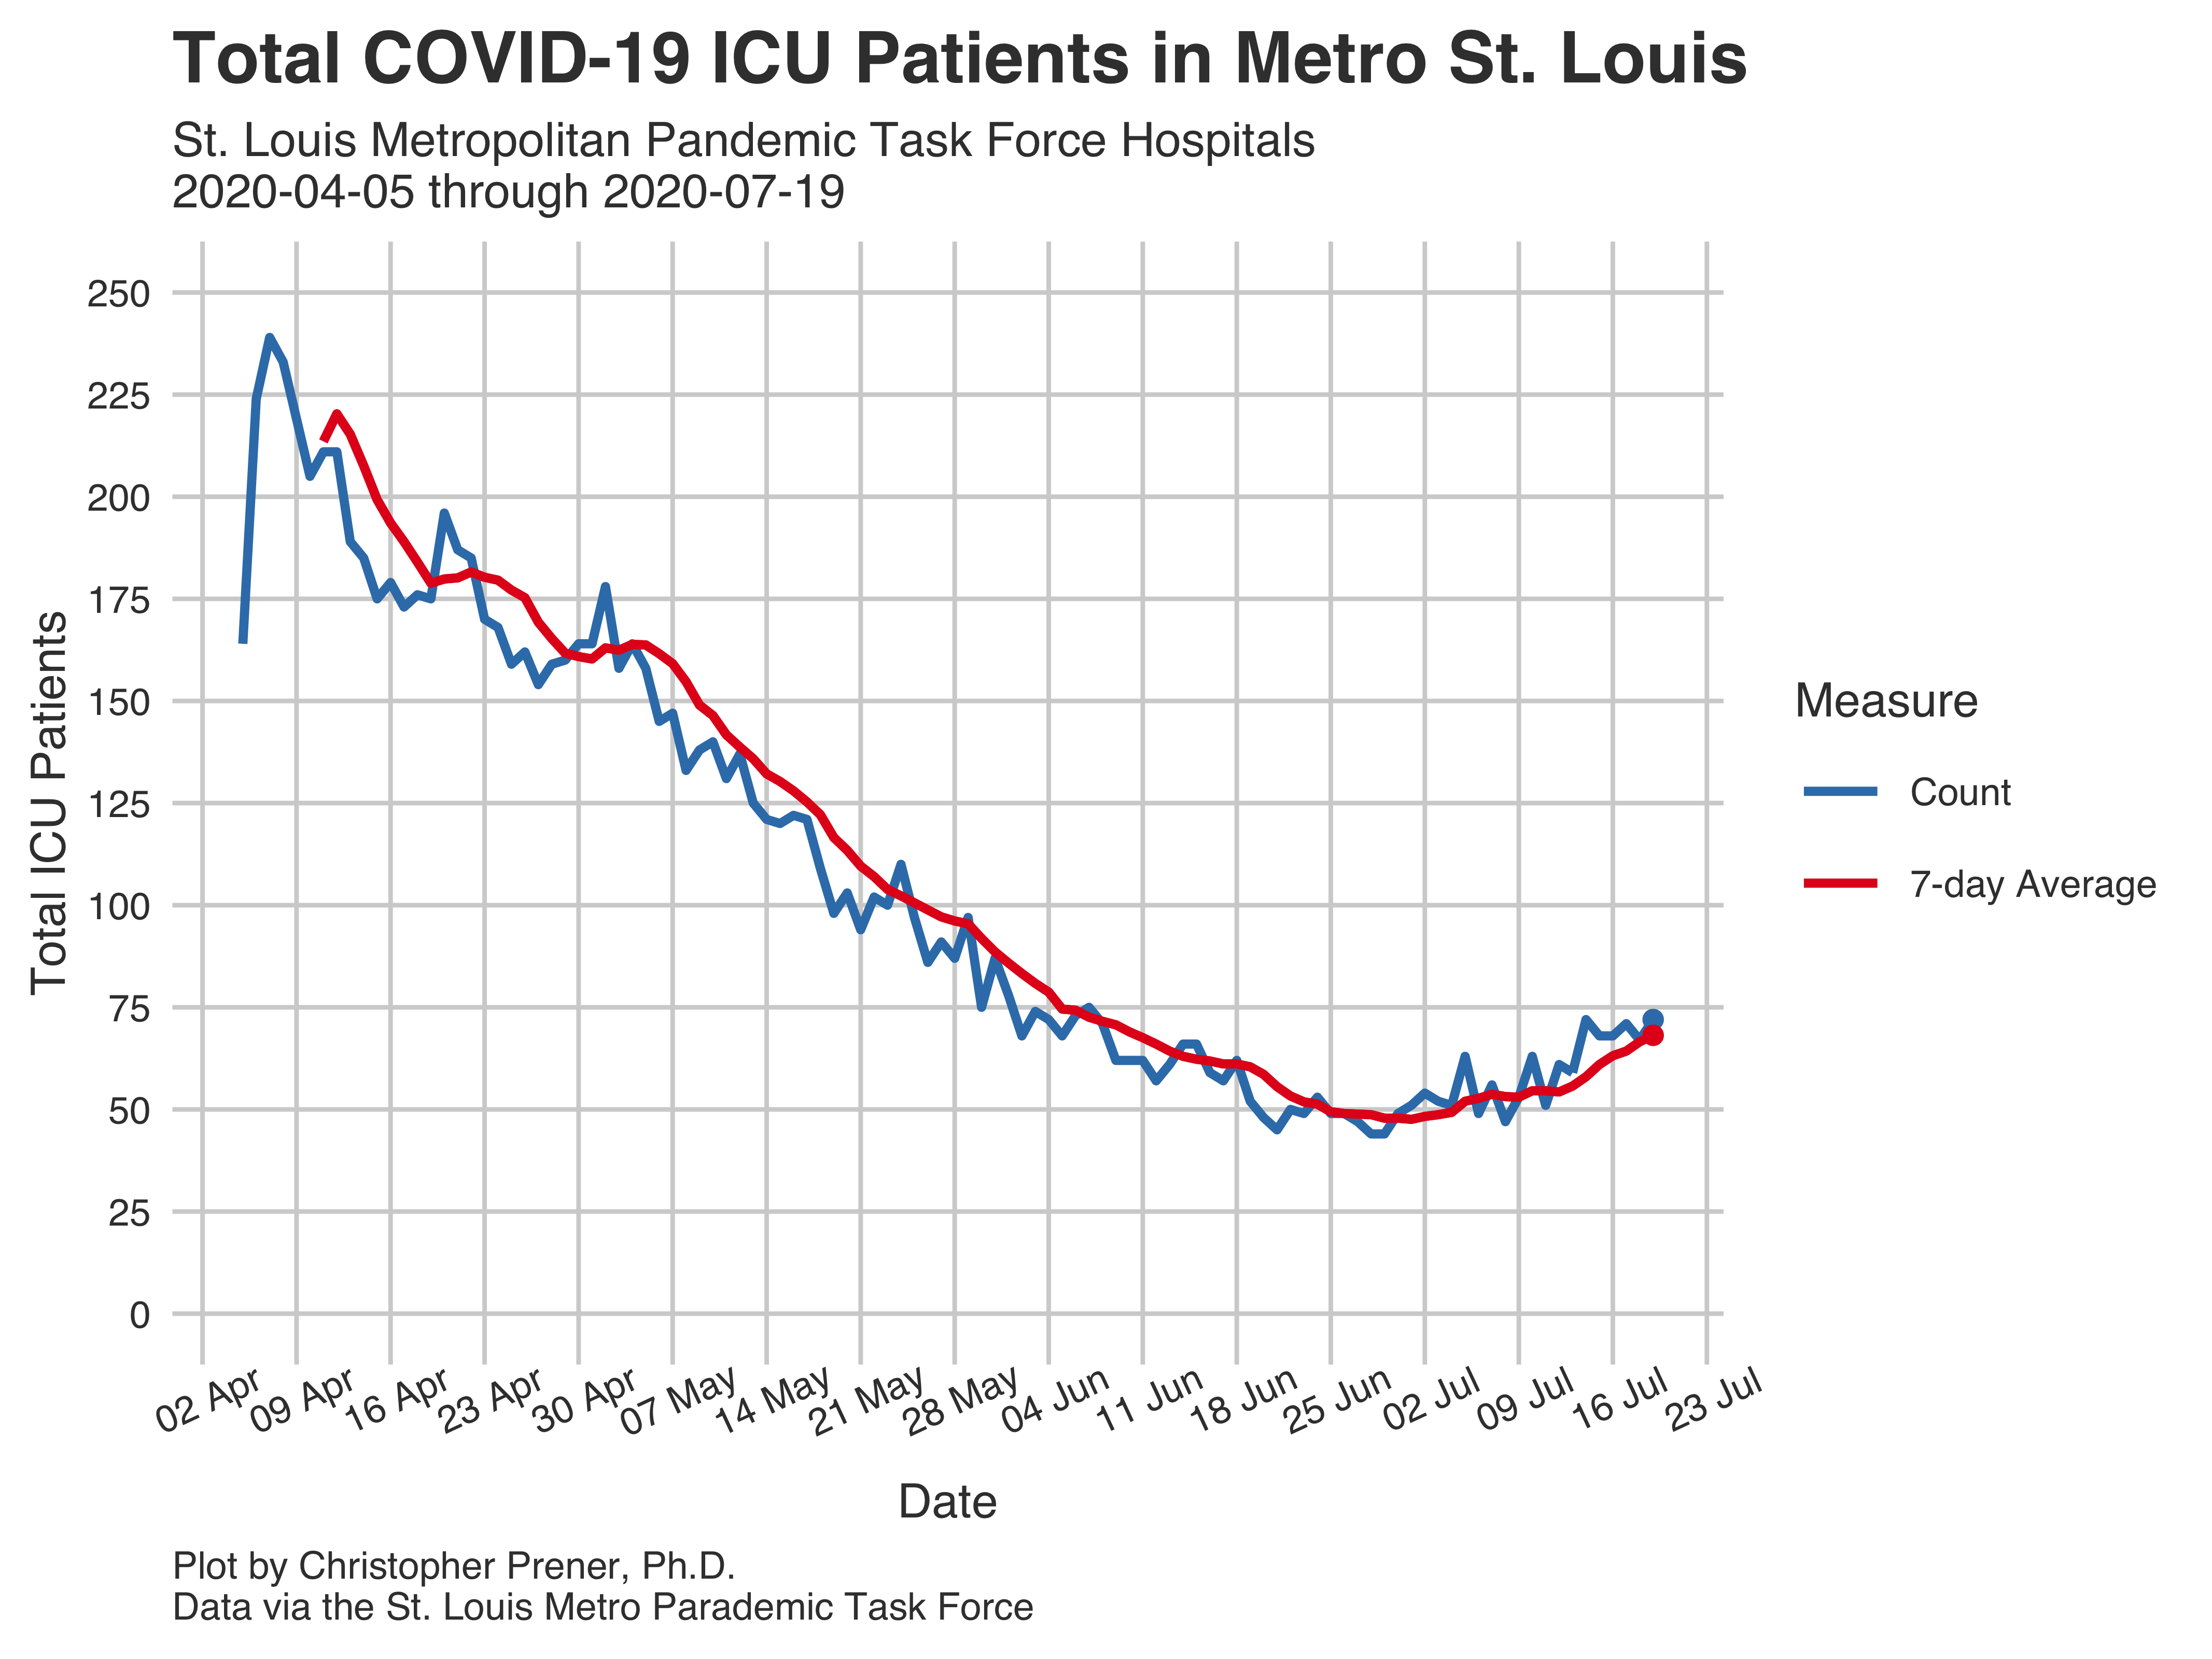 Total COVID-19 ICU Patients in Metro St. Louis
St. Louis Metropolitan Pandemic Task Force Hospitals
2020-04-05 through 2020-07-19
250
225
200
175
150
125
100
75
50
25
0
Total ICU Patients
02 Apr
09 Apr
16 Apr
23 Apr
30 Apr
07 May
14 May
21 May
28 May
04 Jun
11 Jun
18 Jun
25 Jun
02 Jul
09 Jul
16 Jul
23 Jul
Date
Measure
Count
7-day Average
Plot by Christopher Prener, Ph.D.
Data via the St. Louis Metro Parademic Task Force